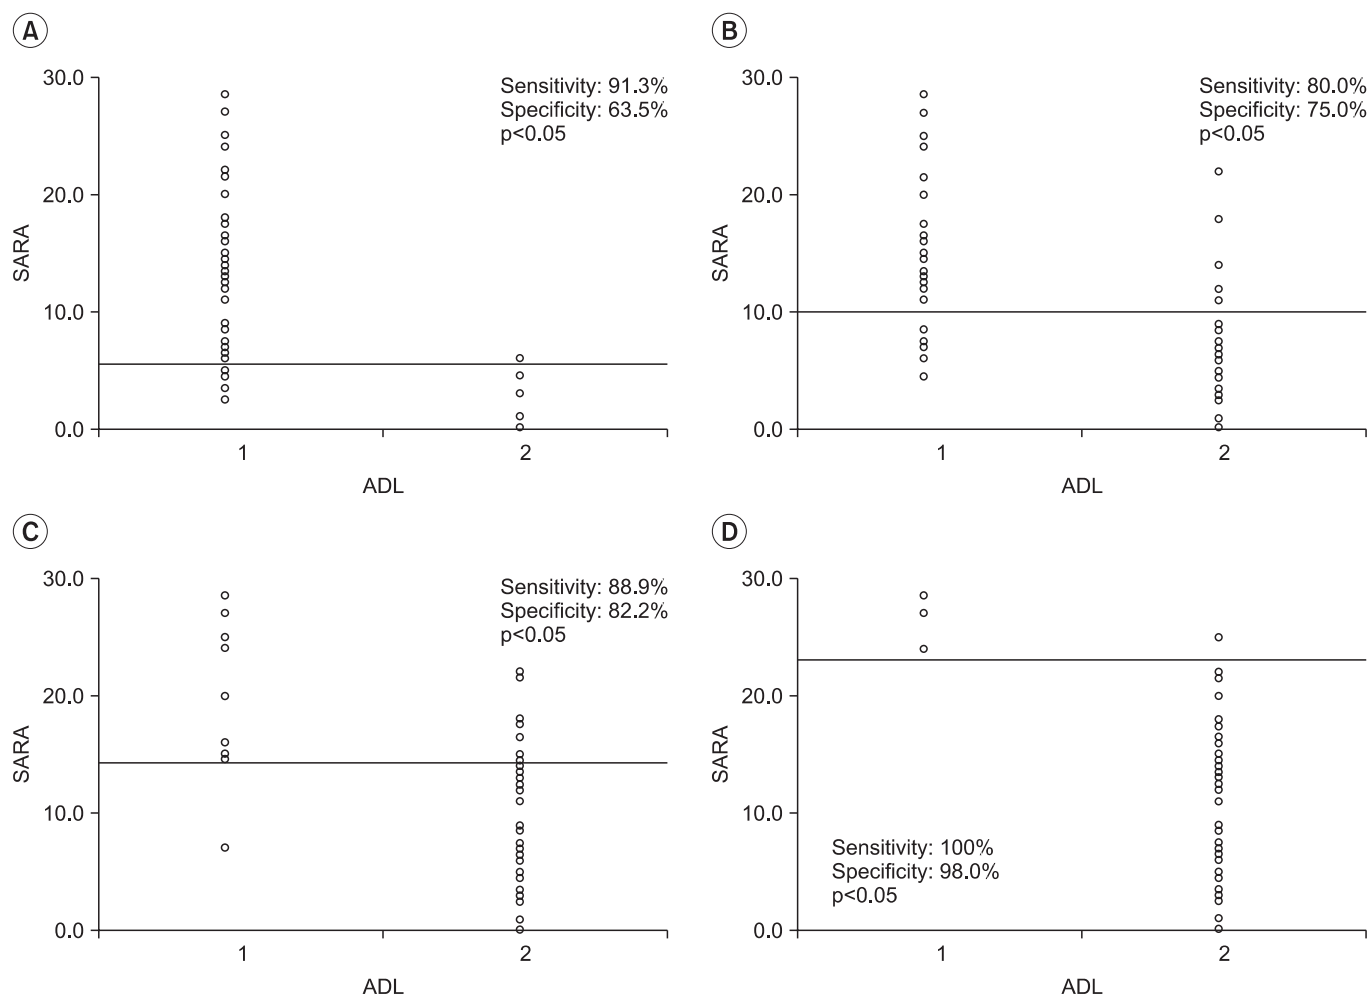 A
30.0
20.0
10.0
0.0
SARA
Sensitivity: 91.3%
Specificity: 63.5%
p<0.05
1
2
ADL
B
30.0
20.0
10.0
0.0
SARA
Sensitivity: 80.0%
Specificity: 75.0%
p<0.05
1
2
ADL
C
30.0
20.0
10.0
0.0
SARA
Sensitivity: 88.9%
Specificity: 82.2%
p<0.05
1
2
ADL
D
30.0
20.0
10.0
0.0
SARA
Sensitivity: 100%
Specificity: 98.0%
p<0.05
1
2
ADL